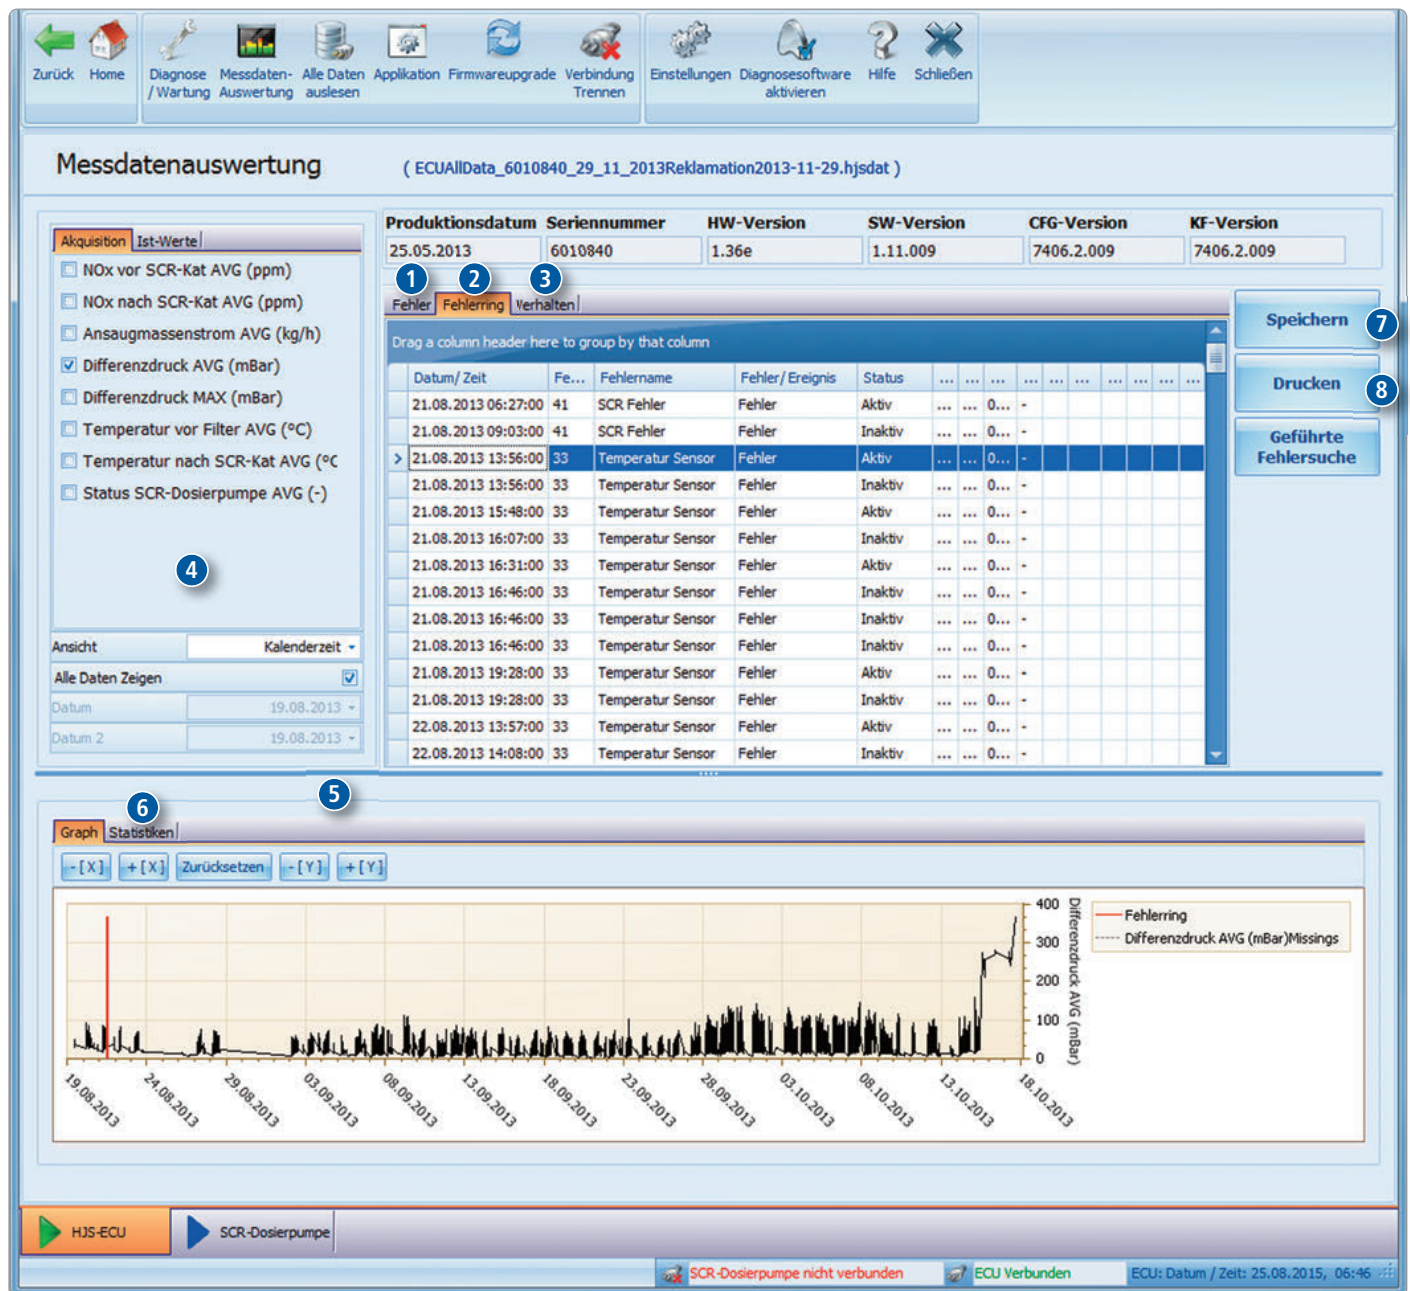 Zurück Home Diagnose / Wartung Messdaten- Auswertung Alle Daten auslesen Applikation Firmwareupgrade Verbindung Trennen Einstellungen Diagnosesoftware aktivieren Hilfe Schließen
Messdatenauswertung ( ECUAllData_6010840_29_11_2013Reklamation2013-11-29.hjsdat )
Produktionsdatum Seriennummer HW-Version SW-Version CFG-Version KF-Version
25.05.2013 6010840 1.36e 1.11.009 7406.2.009 7406.2.009
Akquisition Ist-Werte
NOx vor SCR-Kat AVG (ppm)
NOx nach SCR-Kat AVG (ppm)
Ansaugmassenstrom AVG (kg/h)
Differenzdruck AVG (mBar)
Differenzdruck MAX (mBar)
Temperatur vor Filter AVG (°C)
Temperatur nach SCR-Kat AVG (°C
Status SCR-Dosierpumpe AVG (-)
4
Ansicht Kalenderzeit
Alle Daten Zeigen
Datum 19.08.2013
Datum 2 19.08.2013
1 2 3
Fehler Fehlerring Verhalten
Drag a column header here to group by that column
Datum/ Zeit Fe... Fehlername Fehler/ Ereignis Status ... ... ... ... ... ... ... ... ... ...
21.08.2013 06:27:00 41 SCR Fehler Fehler Aktiv ... ... 0... -
21.08.2013 09:03:00 41 SCR Fehler Fehler Inaktiv ... ... 0... -
> 21.08.2013 13:56:00 33 Temperatur Sensor Fehler Aktiv ... ... 0... -
21.08.2013 13:56:00 33 Temperatur Sensor Fehler Inaktiv ... ... 0... -
21.08.2013 15:48:00 33 Temperatur Sensor Fehler Aktiv ... ... 0... -
21.08.2013 16:07:00 33 Temperatur Sensor Fehler Inaktiv ... ... 0... -
21.08.2013 16:31:00 33 Temperatur Sensor Fehler Aktiv ... ... 0... -
21.08.2013 16:46:00 33 Temperatur Sensor Fehler Inaktiv ... ... 0... -
21.08.2013 16:46:00 33 Temperatur Sensor Fehler Inaktiv ... ... 0... -
21.08.2013 16:46:00 33 Temperatur Sensor Fehler Inaktiv ... ... 0... -
21.08.2013 19:28:00 33 Temperatur Sensor Fehler Aktiv ... ... 0... -
21.08.2013 19:28:00 33 Temperatur Sensor Fehler Inaktiv ... ... 0... -
22.08.2013 13:57:00 33 Temperatur Sensor Fehler Aktiv ... ... 0... -
22.08.2013 14:08:00 33 Temperatur Sensor Fehler Inaktiv ... ... 0... -
Speichern 7
Drucken 8
Geführte
Fehlersuche
5
6
Graph Statistiken
- [ X ] + [ X ] Zurücksetzen - [ Y ] + [ Y ]
400
300
200
100
0
Differenzdruck AVG (mBar)
Fehlerring
Differenzdruck AVG (mBar)Missings
19.08.2013 24.08.2013 29.08.2013 03.09.2013 08.09.2013 13.09.2013 18.09.2013 23.09.2013 28.09.2013 03.10.2013 08.10.2013 13.10.2013 18.10.2013
HJS-ECU SCR-Dosierpumpe
SCR-Dosierpumpe nicht verbunden ECU Verbunden ECU: Datum / Zeit: 25.08.2015, 06:46